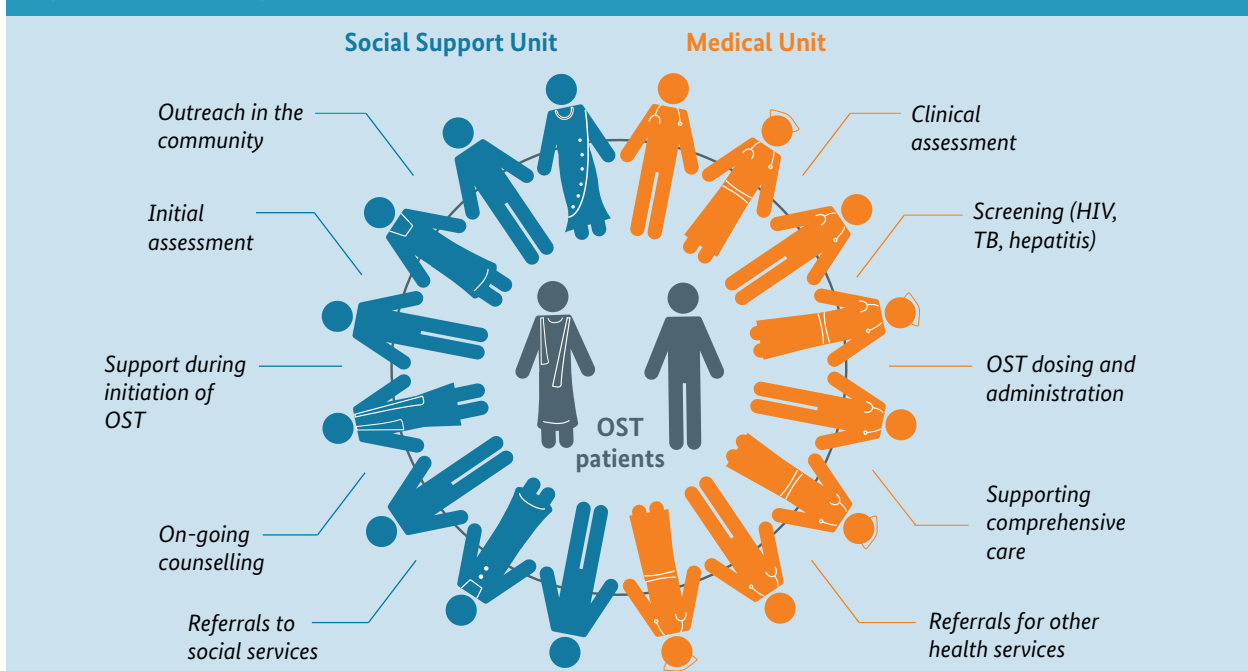 Social Support Unit
Medical Unit
Outreach in the
community
Initial
assessment
Support during
initiation of
OST
On-going
counselling
Referrals to
social services
Clinical
assessment
Screening (HIV,
TB, hepatitis)
OST dosing and
administration
Supporting
comprehensive
care
Referrals for other
health services
OST
patients